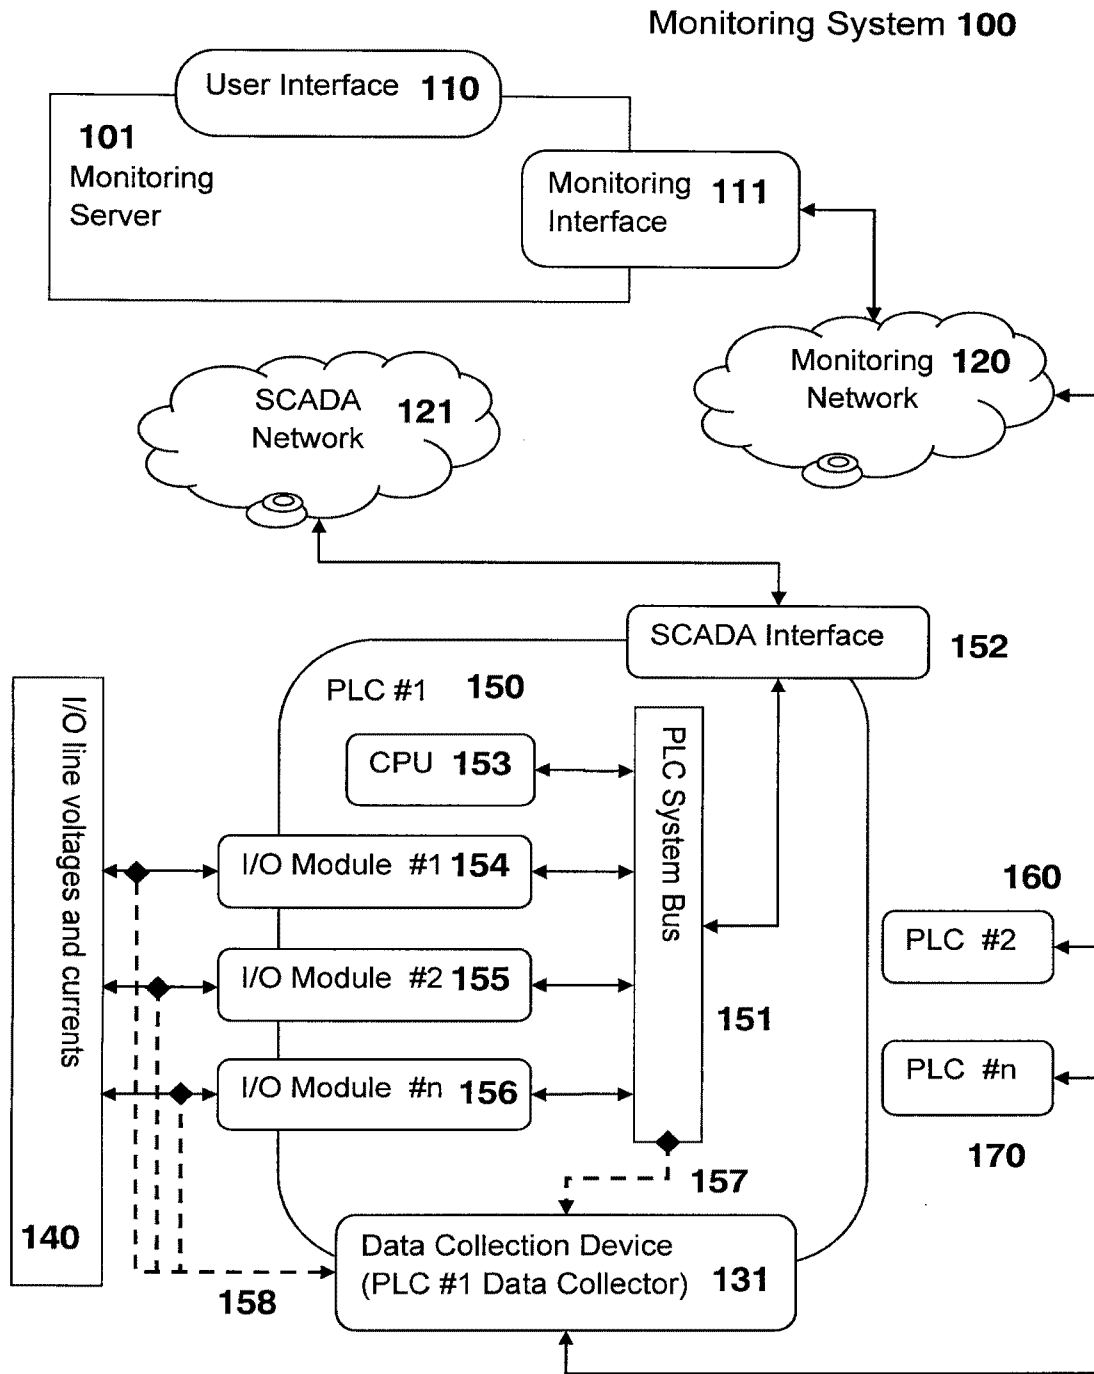 Monitoring System 100
User Interface 110
101
Monitoring
Server
Monitoring 111
Interface
Monitoring 120
Network
SCADA 121
Network
SCADA Interface
152
PLC #1 150
I/O line voltages and currents
PLC System Bus
CPU 153
I/O Module #1 154
160
PLC #2
I/O Module #2 155
151
I/O Module #n 156
PLC #n
170
157
140
Data Collection Device
(PLC #1 Data Collector) 131
158